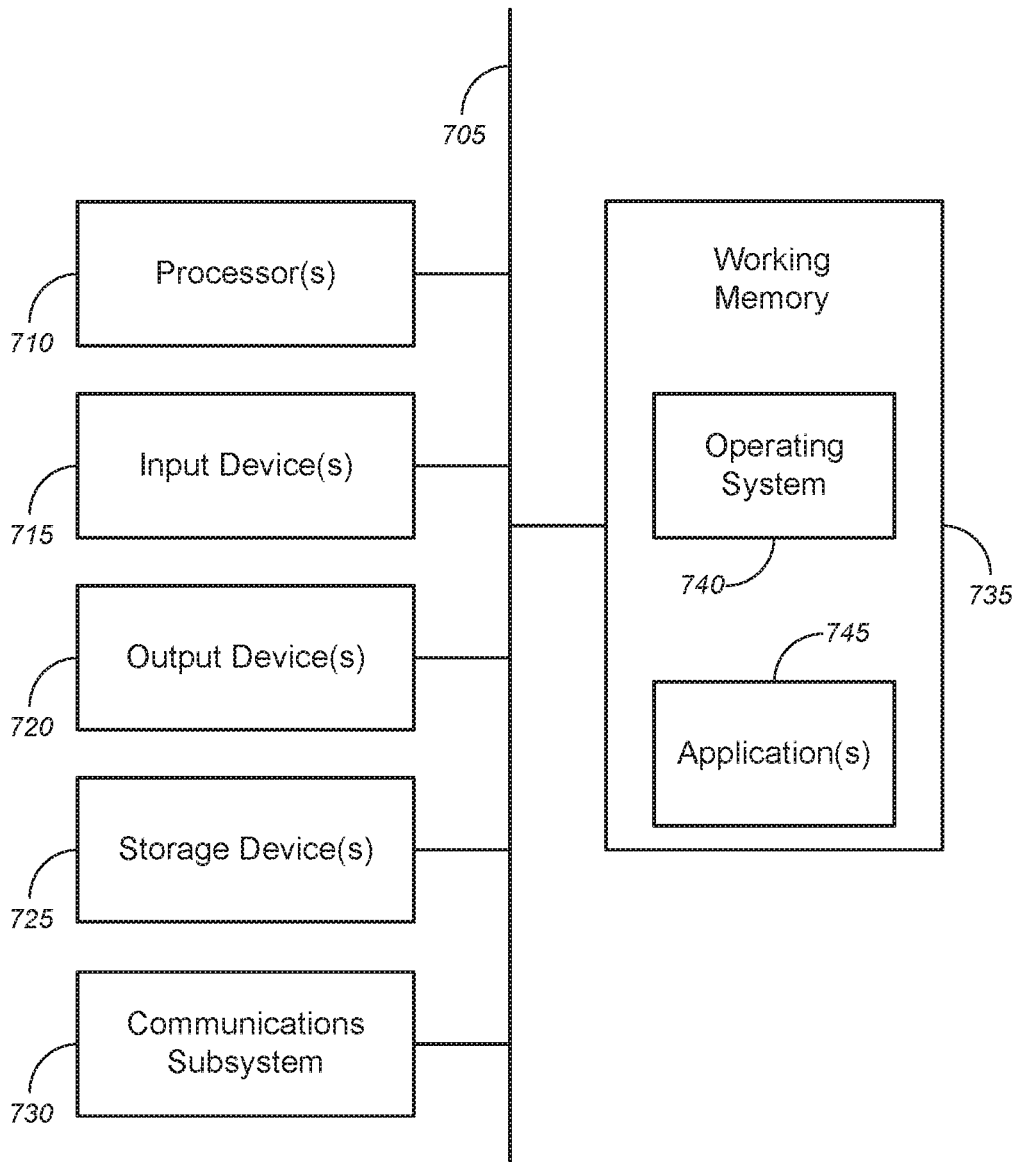 705
Processor(s)
710
Input Device(s)
715
Output Device(s)
720
Storage Device(s)
725
Communications
Subsystem
730
Working
Memory
Operating
System
740
735
745
Application(s)